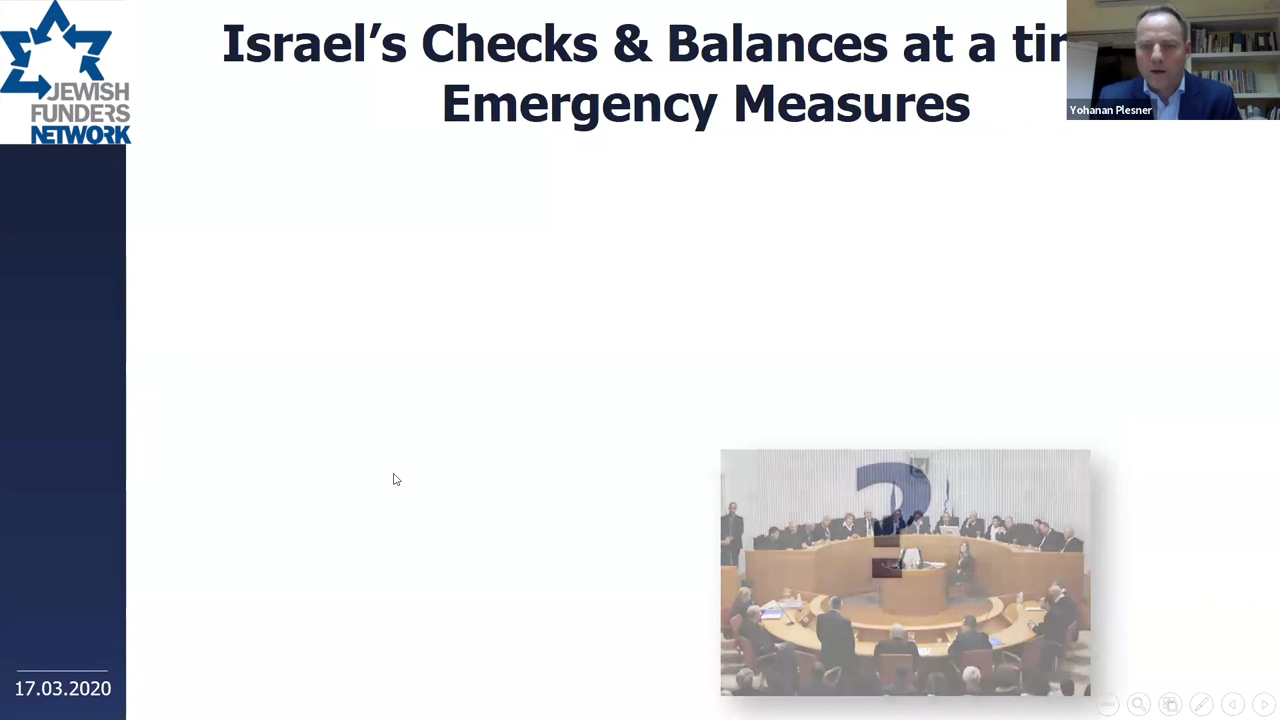 Israel's Checks & Balances at a tir
Emergency Measures
Yohanan Plesner
JEWISH
FUNDERS
NETWORK
?
17.03.2020